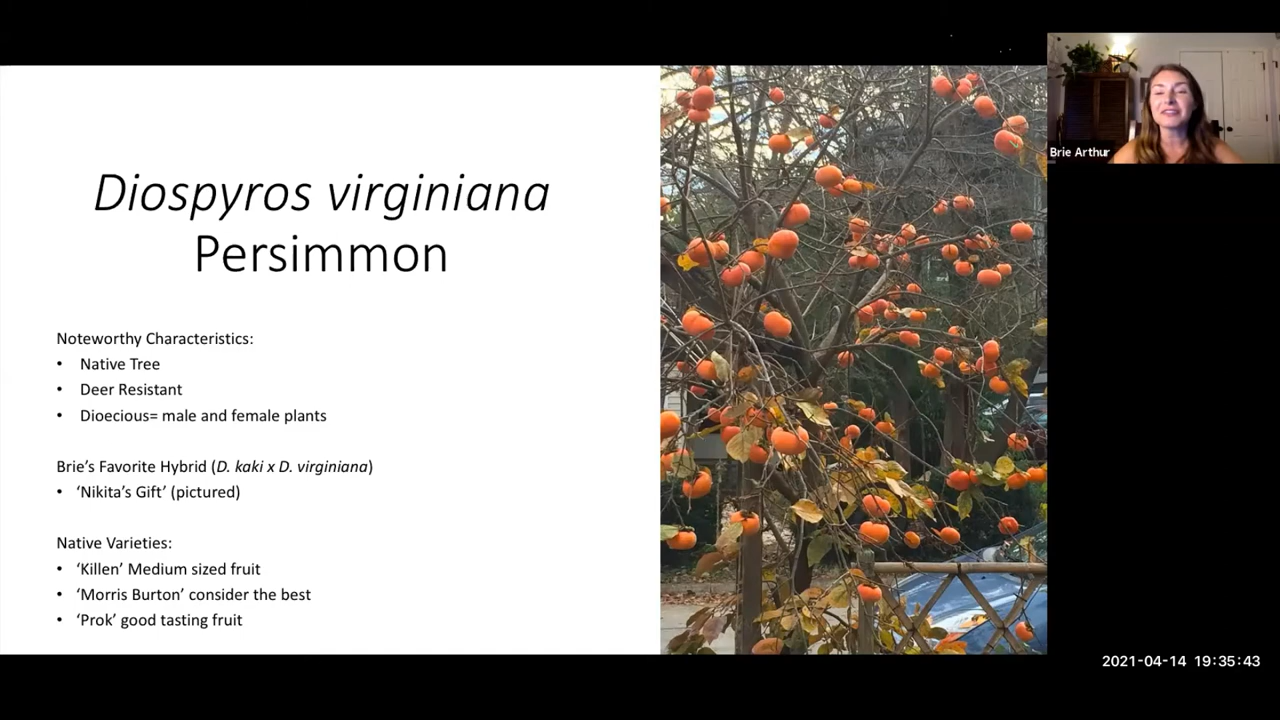 Diospyros virginiana
Persimmon
Noteworthy Characteristics:
• Native Tree
• Deer Resistant
• Dioecious= male and female plants
Brie's Favorite Hybrid (D. kaki x D. virginiana)
• ‘Nikita’s Gift’ (pictured)
Native Varieties:
• ‘Killen’ Medium sized fruit
• ‘Morris Burton’ consider the best
• ‘Prok’ good tasting fruit
Brie Arthur
2021-04-14 19:35:43